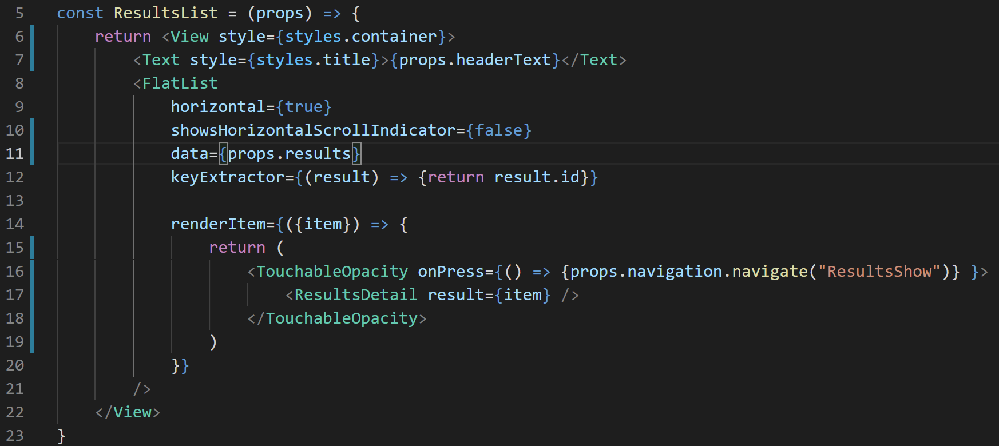 5 const ResultsList = (props) => {
6 return <View style={styles.container}>
7 <Text style={styles.title}>{props.headerText}</Text>
8 <FlatList
9 horizontal={true}
10 showsHorizontalScrollIndicator={false}
11 data={props.results}
12 keyExtractor={(result) => {return result.id}}
13
14 renderItem={({item}) => {
15 return (
16 <TouchableOpacity onPress={() => {props.navigation.navigate("ResultsShow")} }>
17 <ResultsDetail result={item} />
18 </TouchableOpacity>
19 )
20 }}
21 />
22 </View>
23 }